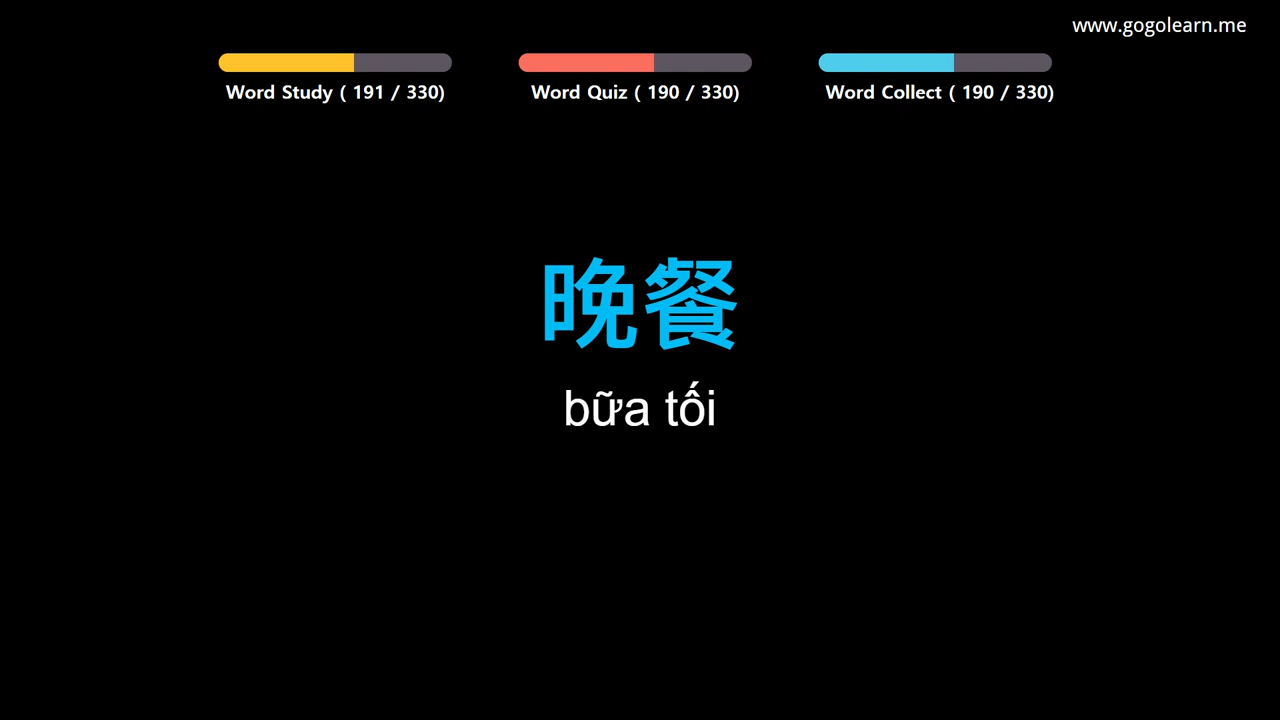 www.gogolearn.me
Word Study ( 191 / 330)
Word Quiz ( 190 / 330)
Word Collect ( 190 / 330)
晚餐
bữa tối